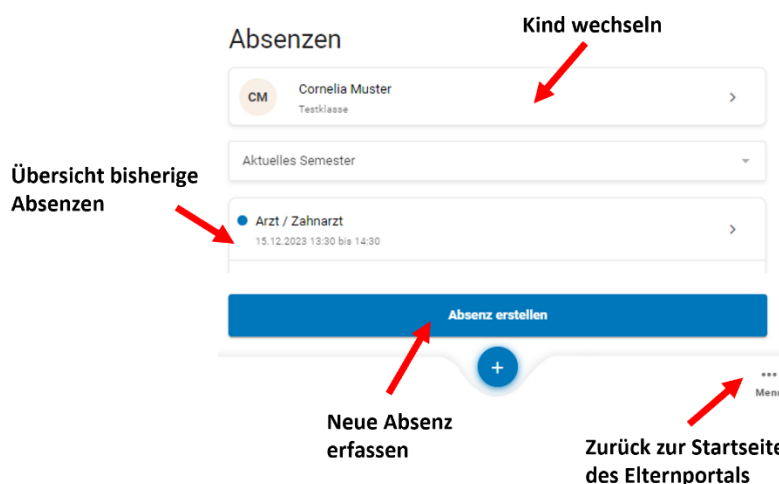 Kind wechseln
Absenzen
CM
Cornelia Muster
Testklasse
Aktuelles Semester
Übersicht bisherige
Absenzen
Arzt / Zahnarzt
15.12.2023 13:30 bis 14:30
Absenz erstellen
+
Menu
Neue Absenz
erfassen
Zurück zur Startseite
des Elternportals